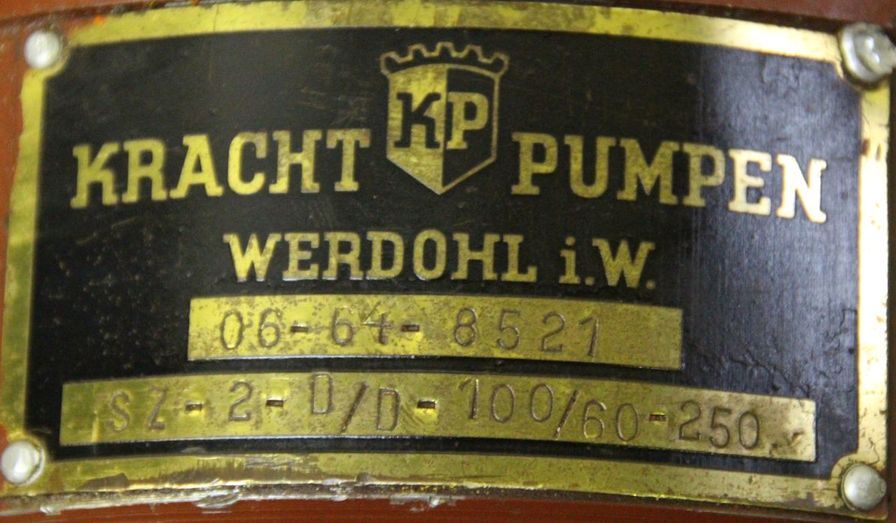 KRACHT KP PUMPEN
WERDOHL i.W.
06-64-8521
SZ-2-D/D-100/60-250